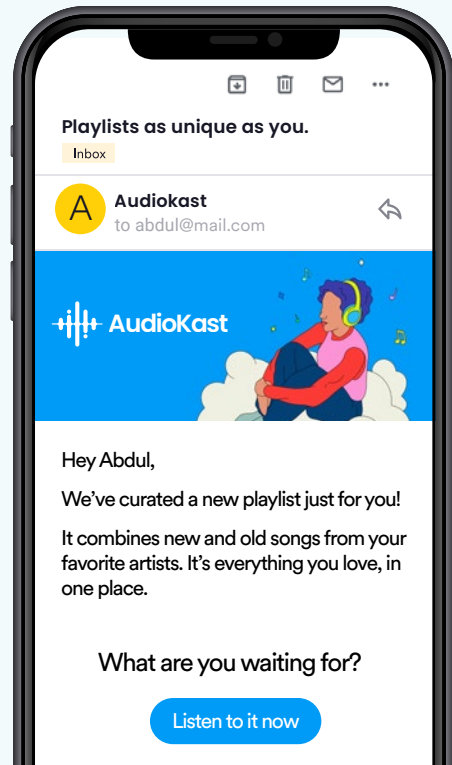 Playlists as unique as you.
Inbox
A
Audiokast
to abdul@mail.com
AudioKast
Hey Abdul,
We’ve curated a new playlist just for you!
It combines new and old songs from your
favorite artists. It’s everything you love, in
one place.
What are you waiting for?
Listen to it now